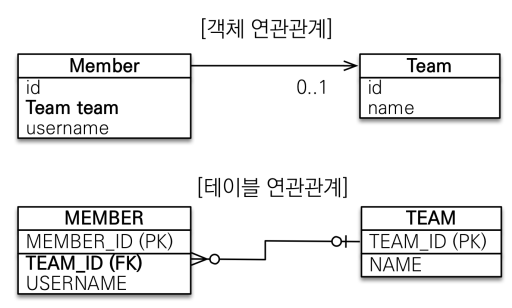 [객체 연관관계]
Member
id
Team team
username
0..1
Team
id
name
[테이블 연관관계]
MEMBER
MEMBER_ID (PK)
TEAM_ID (FK)
USERNAME
TEAM
TEAM_ID (PK)
NAME